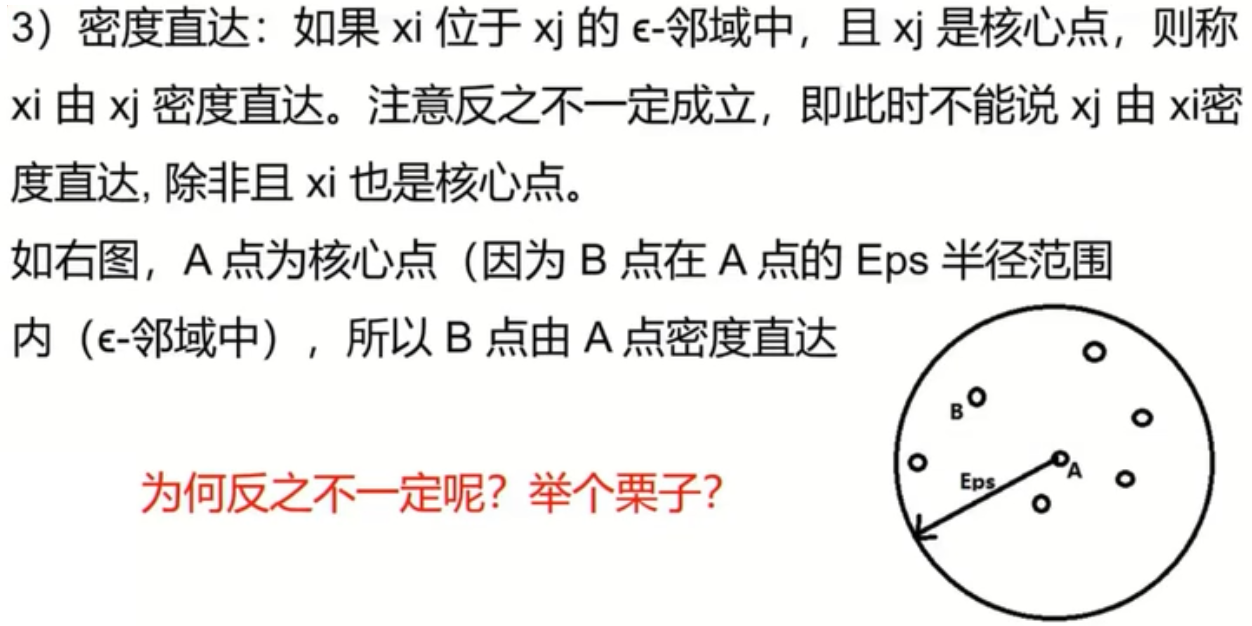 3）密度直达：如果 xi 位于 xj 的 ϵ-邻域中，且 xj 是核心点，则称
xi 由 xj 密度直达。注意反之不一定成立，即此时不能说 xj 由 xi密
度直达, 除非且 xi 也是核心点。
如右图，A 点为核心点（因为 B 点在 A 点的 Eps 半径范围
内（ϵ-邻域中），所以 B 点由 A 点密度直达
为何反之不一定呢？举个栗子？
B
A
Eps